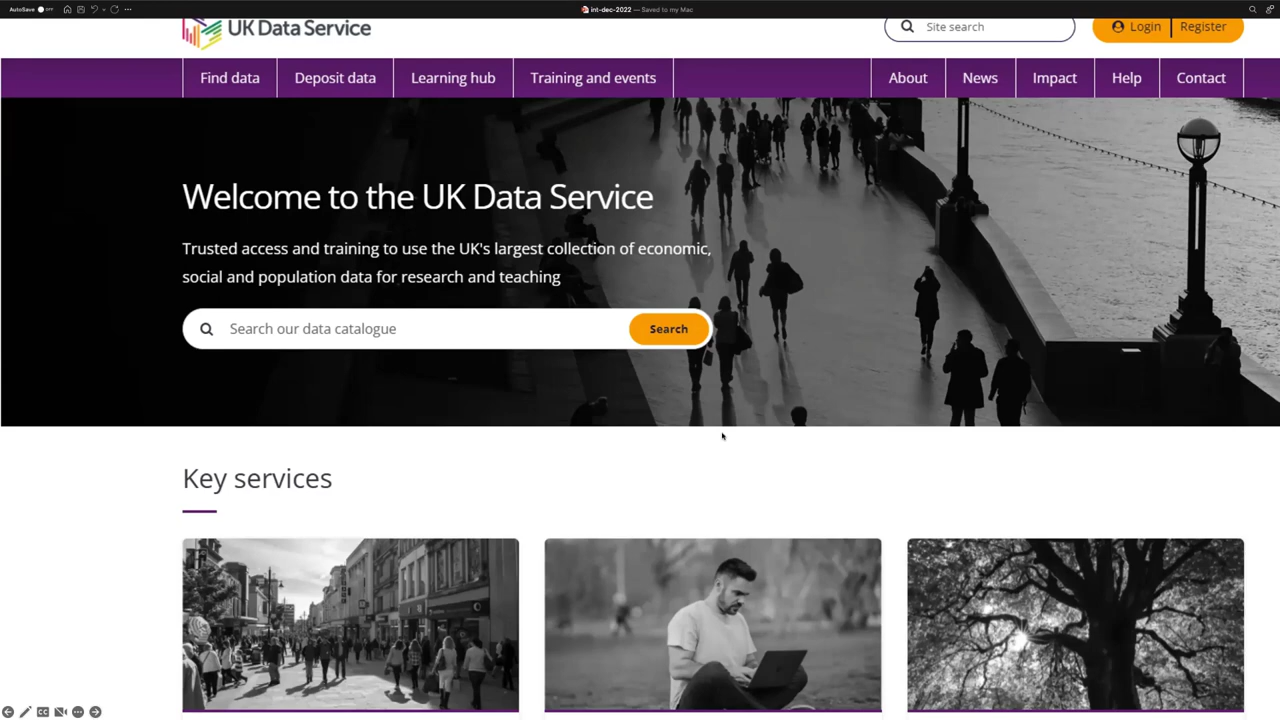 AutoSave OFF
int-dec-2022 — Saved to my Mac
UK Data Service
Site search
Login
Register
Find data
Deposit data
Learning hub
Training and events
About
News
Impact
Help
Contact
Welcome to the UK Data Service
Trusted access and training to use the UK's largest collection of economic,
social and population data for research and teaching
Search our data catalogue
Search
Key services
CC